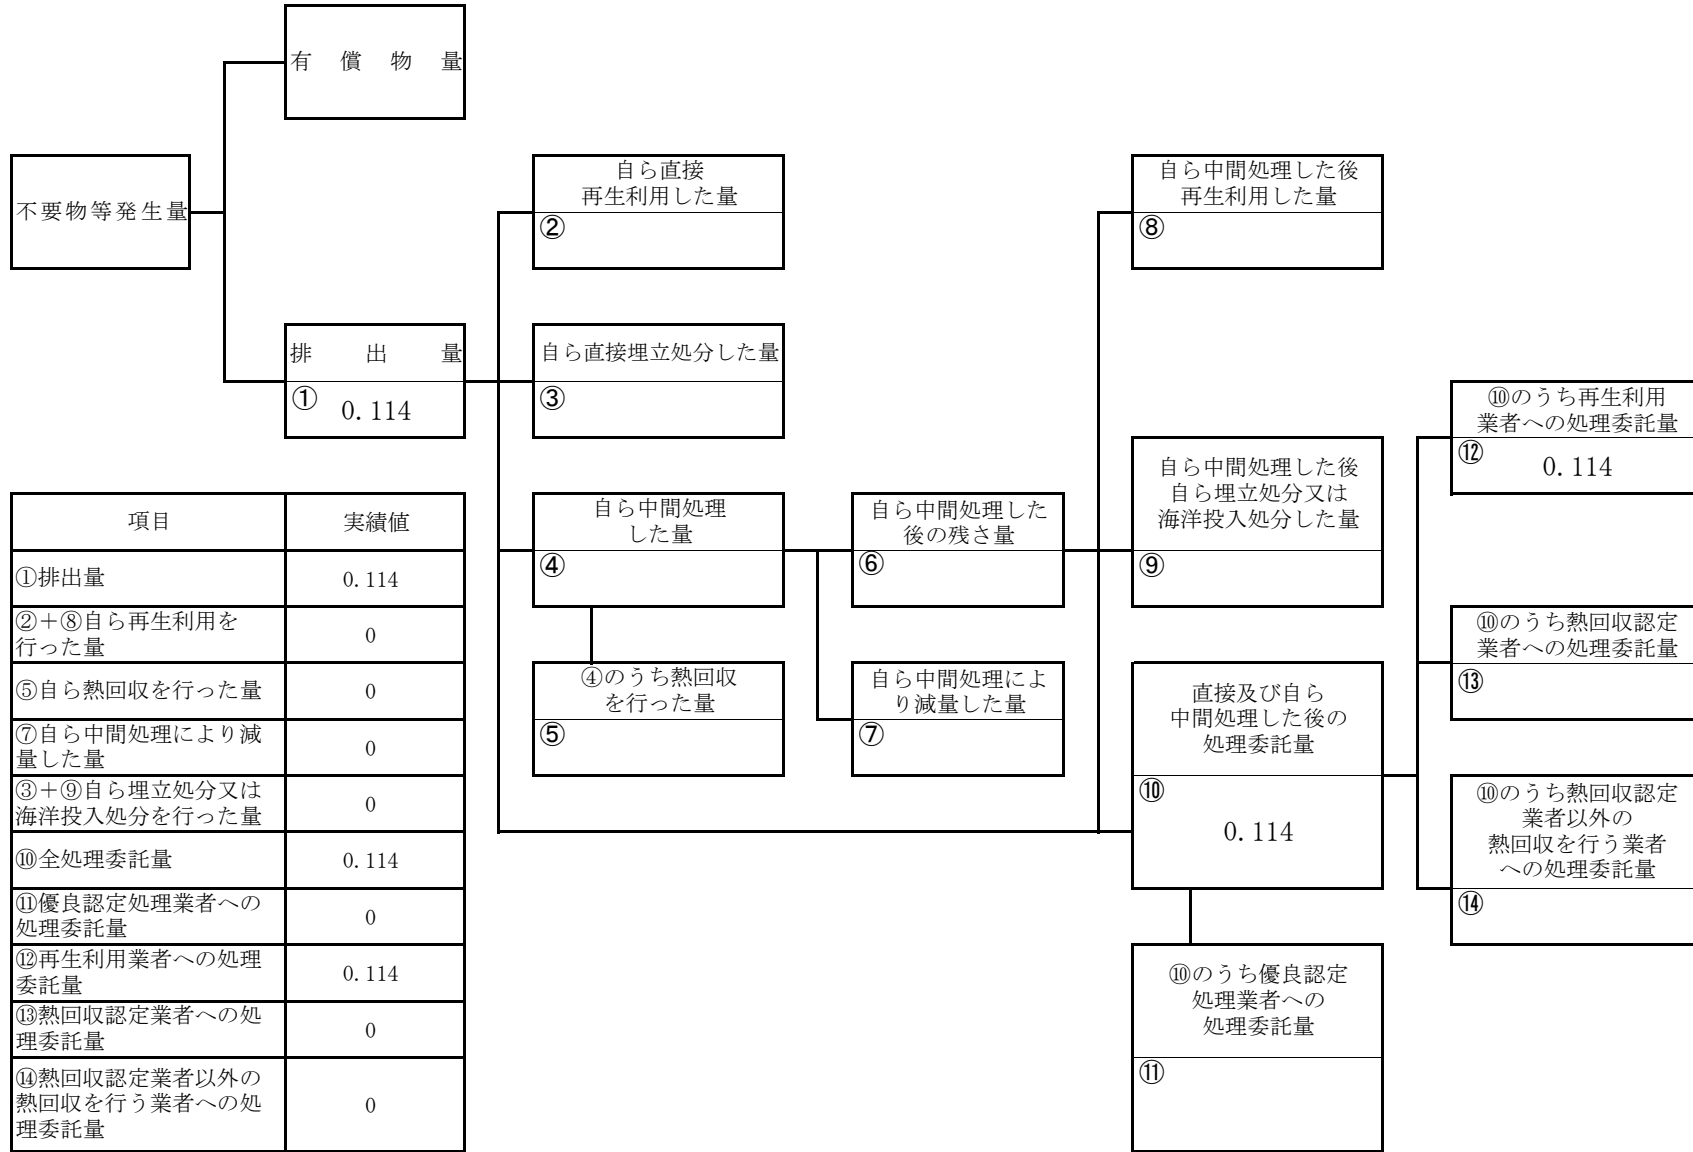 有償物量
不要物等発生量
自ら直接
再生利用した量
②
自ら中間処理した後
再生利用した量
⑧
排出量
① 0.114
自ら直接埋立処分した量
③
⑩のうち再生利用
業者への処理委託量
⑫ 0.114
自ら中間処理
した量
④
自ら中間処理した
後の残さ量
⑥
自ら中間処理した後
自ら埋立処分又は
海洋投入処分した量
⑨
④のうち熱回収
を行った量
⑤
自ら中間処理によ
り減量した量
⑦
直接及び自ら
中間処理した後の
処理委託量
⑩
0.114
⑩のうち熱回収認定
業者への処理委託量
⑬
⑩のうち熱回収認定
業者以外の
熱回収を行う業者
への処理委託量
⑭
⑩のうち優良認定
処理業者への
処理委託量
⑪
項目 実績値
①排出量 0.114
②+⑧自ら再生利用を
行った量 0
⑤自ら熱回収を行った量 0
⑦自ら中間処理により減
量した量 0
③+⑨自ら埋立処分又は
海洋投入処分を行った量 0
⑩全処理委託量 0.114
⑪優良認定処理業者への
処理委託量 0
⑫再生利用業者への処理
委託量 0.114
⑬熱回収認定業者への処
理委託量 0
⑭熱回収認定業者以外の
熱回収を行う業者への処
理委託量 0